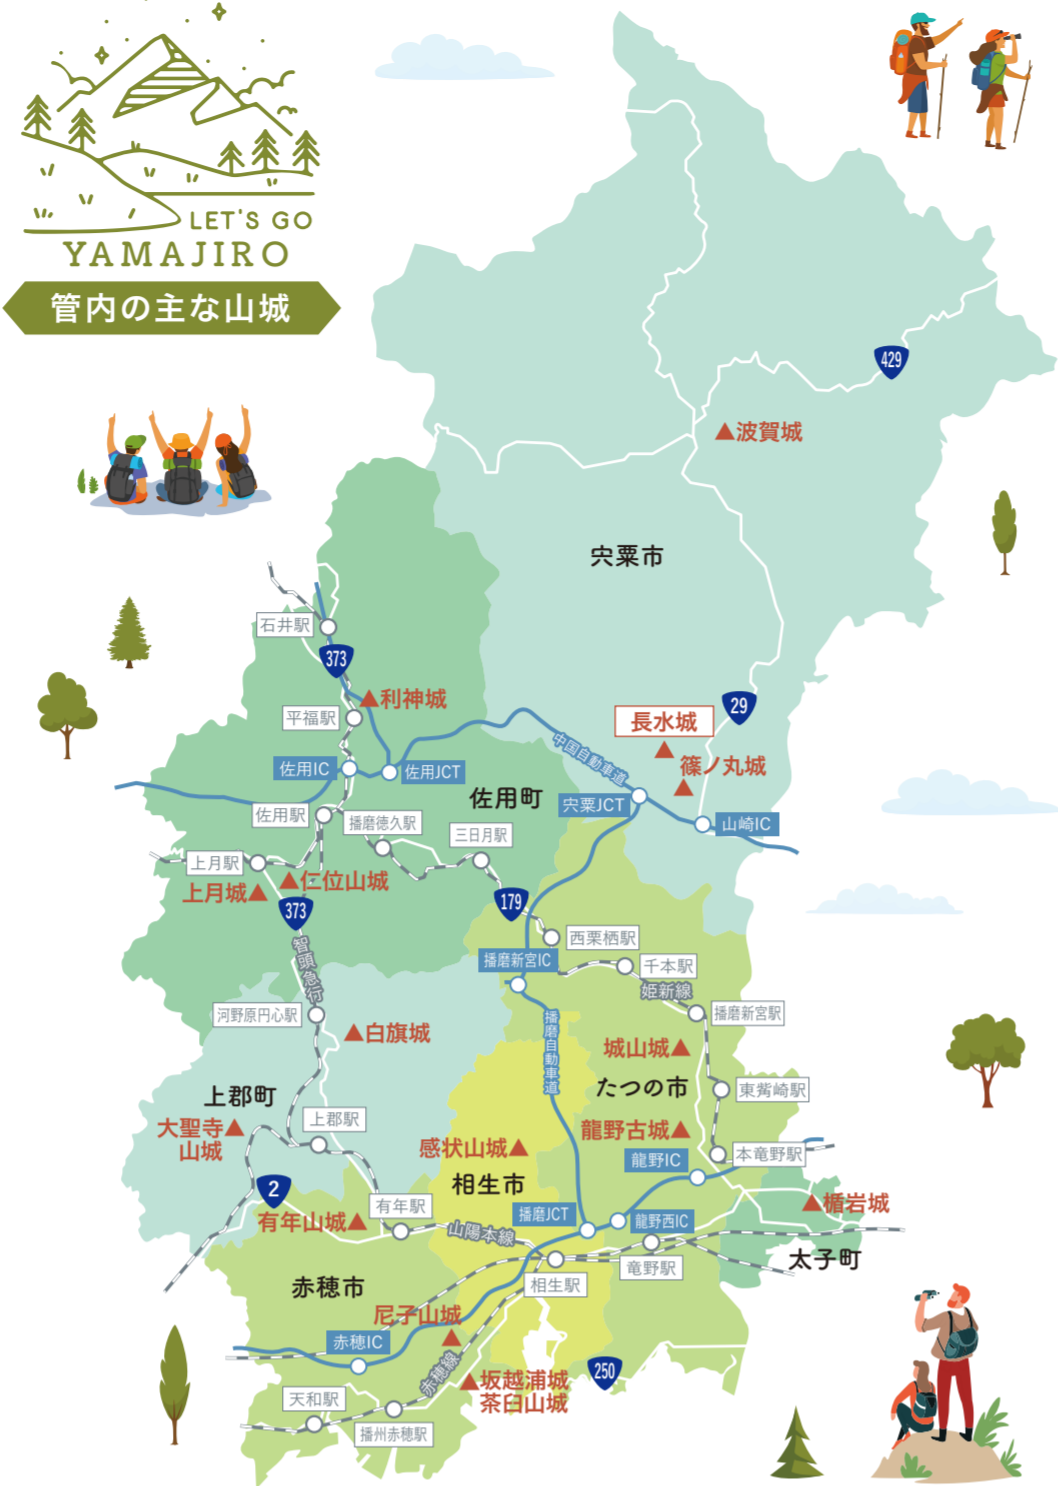 LET'S GO
YAMAJIRO
管内の主な山城
429
波賀城
宍粟市
石井駅
373
利神城
平福駅
29
長水城
篠ノ丸城
中国自動車道
佐用IC
佐用JCT
佐用町
宍粟JCT
山崎IC
佐用駅
播磨徳久駅
三日月駅
上月駅
上月城
仁位山城
373
179
智頭急行
西栗栖駅
播磨新宮IC
千本駅
姫新線
河野原円心駅
播磨新宮駅
白旗城
播磨自動車道
城山城
たつの市
東觜崎駅
上郡町
上郡駅
大聖寺
山城
感状山城
龍野古城
本竜野駅
龍野IC
相生市
2
有年山城
有年駅
播磨JCT
龍野西IC
楯岩城
山陽本線
太子町
竜野駅
相生駅
赤穂市
尼子山城
赤穂IC
赤穂線
250
坂越浦城
茶臼山城
天和駅
播州赤穂駅